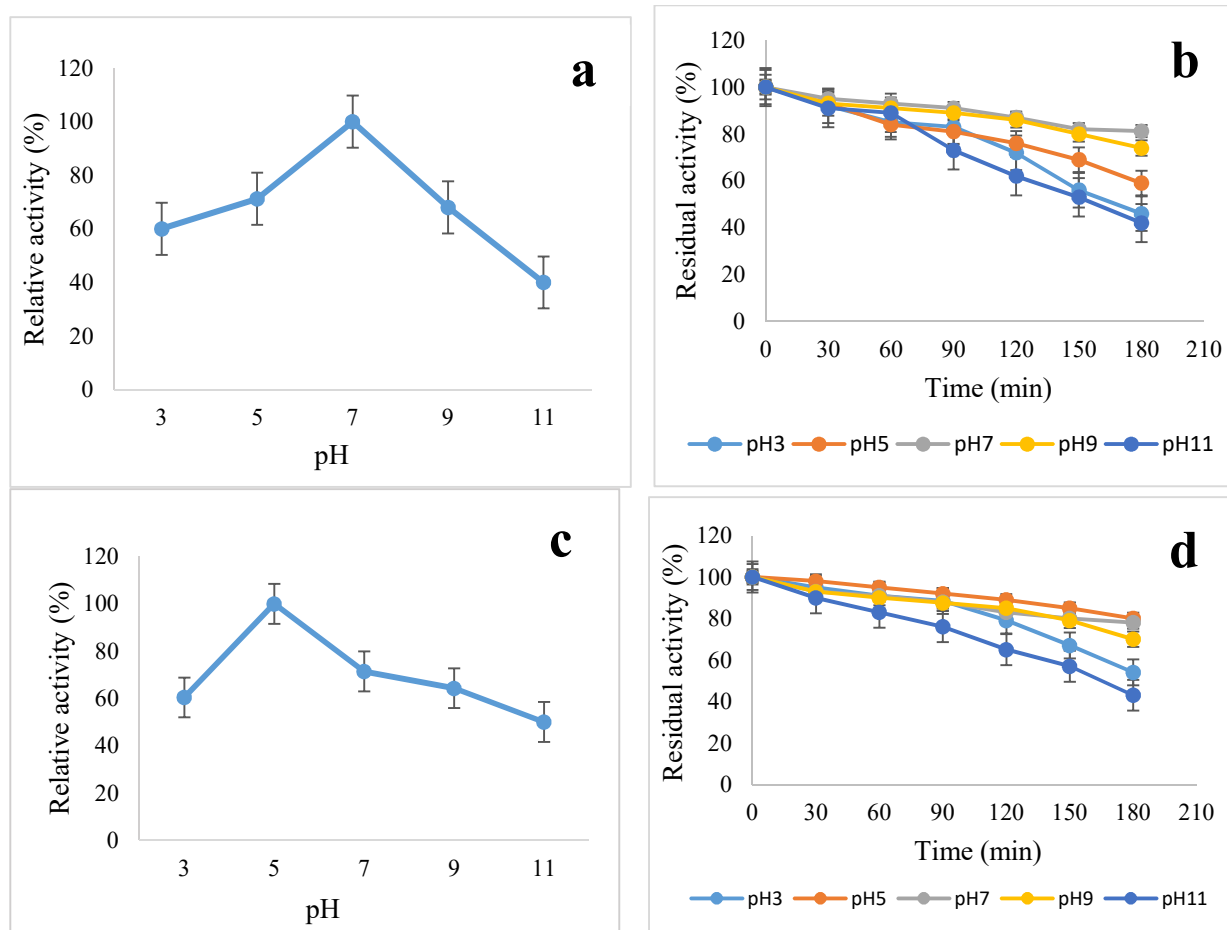 a
120
100
80
60
40
20
0
Relative activity (%)
3 5 7 9 11
pH
b
120
100
80
60
40
20
0
Residual activity (%)
0 30 60 90 120 150 180 210
Time (min)
pH3 pH5 pH7 pH9 pH11
c
120
100
80
60
40
20
0
Relative activity (%)
3 5 7 9 11
pH
d
120
100
80
60
40
20
0
Residual activity (%)
0 30 60 90 120 150 180 210
Time (min)
pH3 pH5 pH7 pH9 pH11